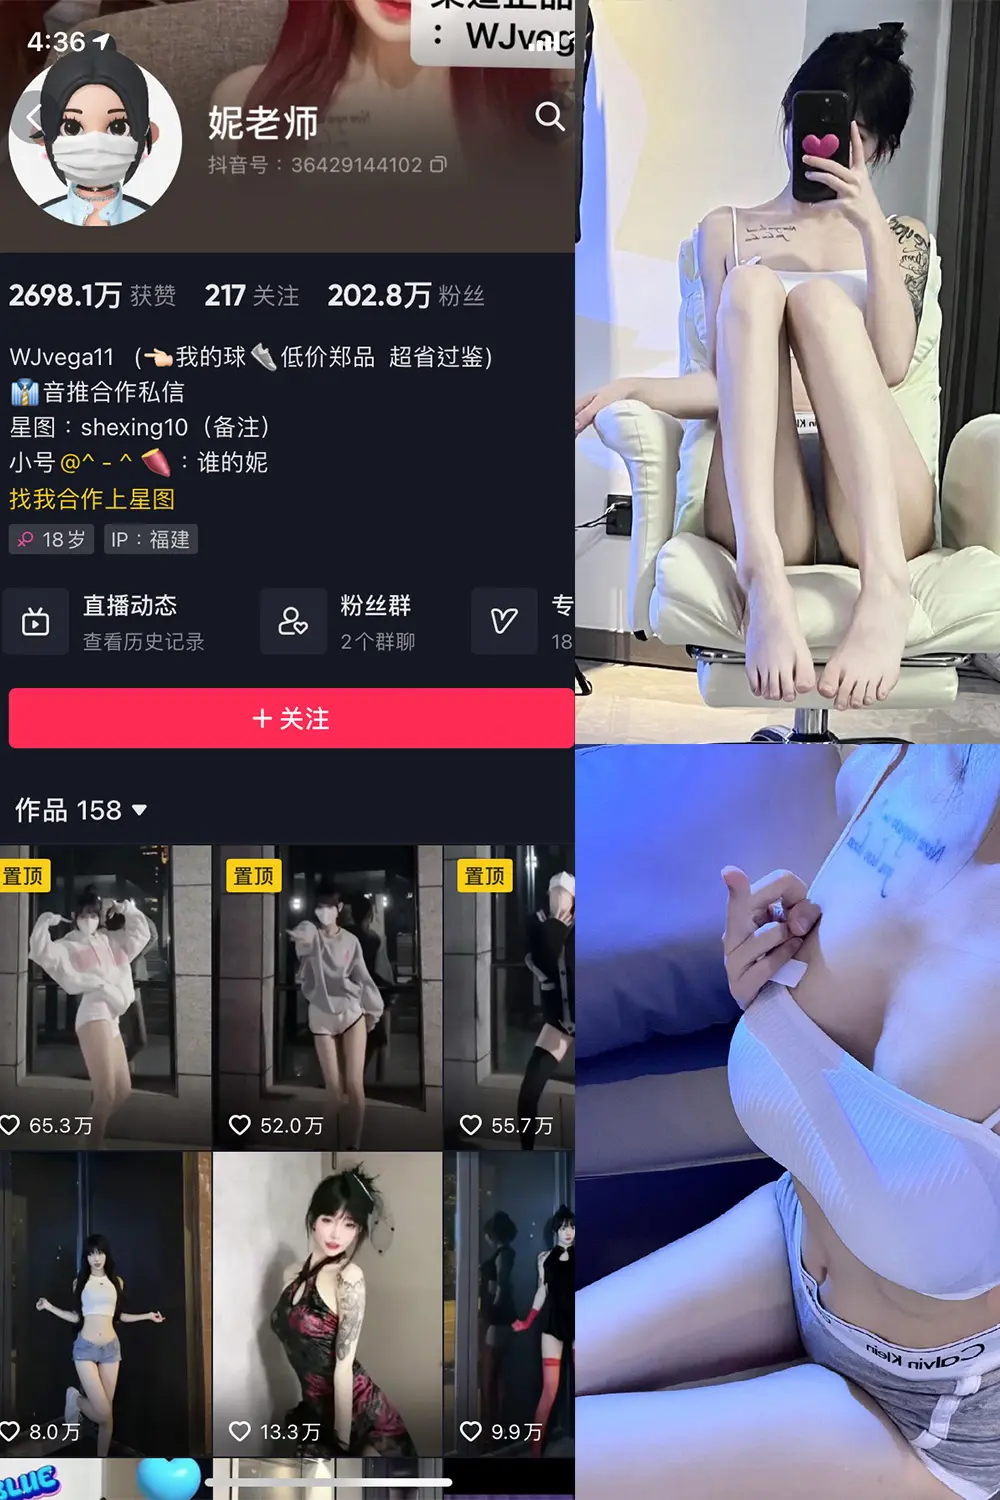 4:36
：WJveg
妮老师
抖音号：36429144102
2698.1万 获赞 217 关注 202.8万 粉丝
WJvega11 （👈🏻我的球👟低价郑品 超省过鉴)
👔音推合作私信
星图：shexing10（备注）
小号@^ - ^ 🍠：谁的妮
找我合作上星图
18岁 IP：福建
直播动态
查看历史记录
粉丝群
2个群聊
专
18
+ 关注
作品 158
置顶 置顶 置顶
65.3万 52.0万 55.7万
8.0万 13.3万 9.9万
BLUE
Calvin Klein